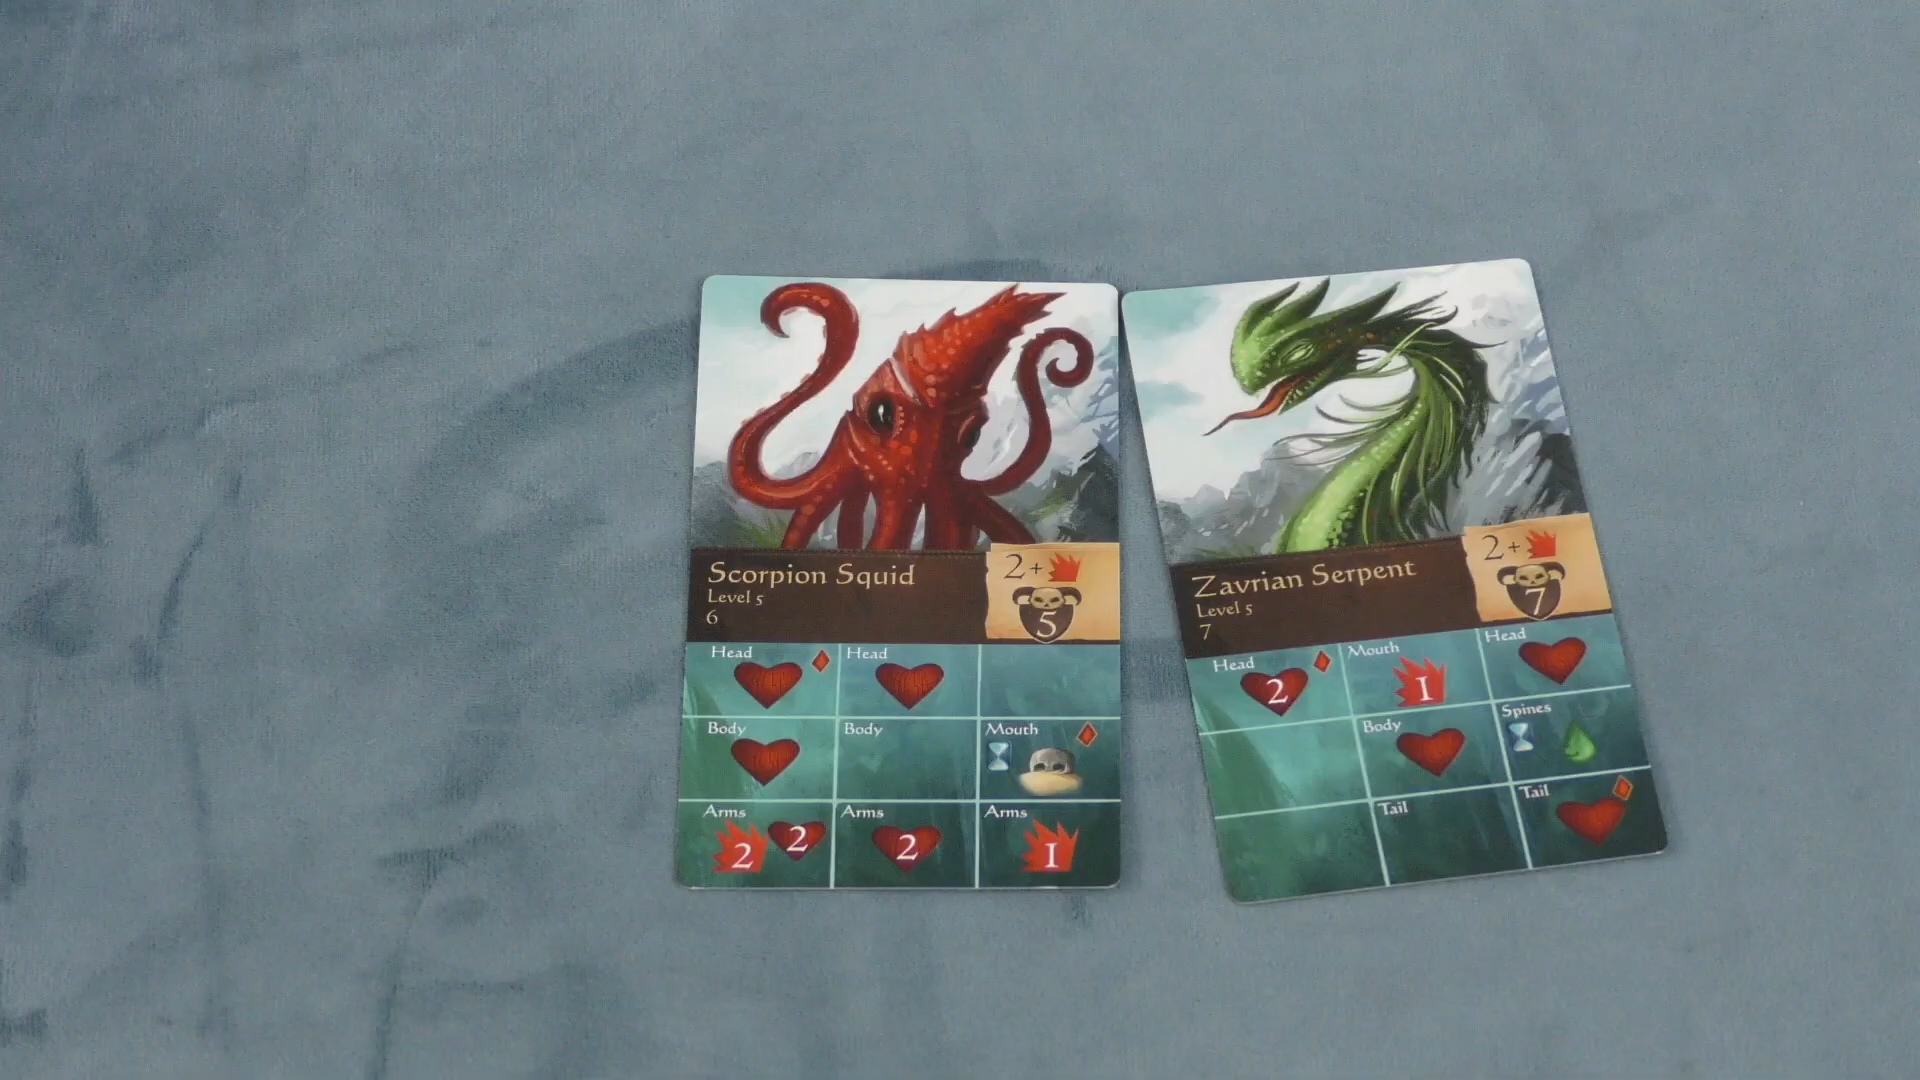 Scorpion Squid
Level 5
6
2+
5
Head
Head
Body
Body
Mouth
Arms
2
2
Arms
2
Arms
1
Zavrian Serpent
Level 5
7
2+
7
Head
2
Mouth
1
Head
Body
Spines
Tail
Tail